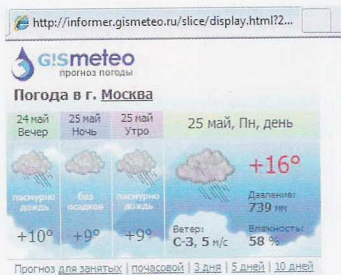 http://informer.gismeteo.ru/slice/display.html?2...
GISMETEO
прогноз погоды
Погода в г. Москва
24 май
Вечер
25 май
Ночь
25 май
Утро
25 май, Пн, день
пасмурно
дождь
+10°
без
осадков
+9°
пасмурно
дождь
+9°
+16°
Давление:
739 мм
Ветер:
С-З, 5 м/с
Влажность:
58 %
Прогноз для занятых | почасовой | 3 дня | 5 дней | 10 дней